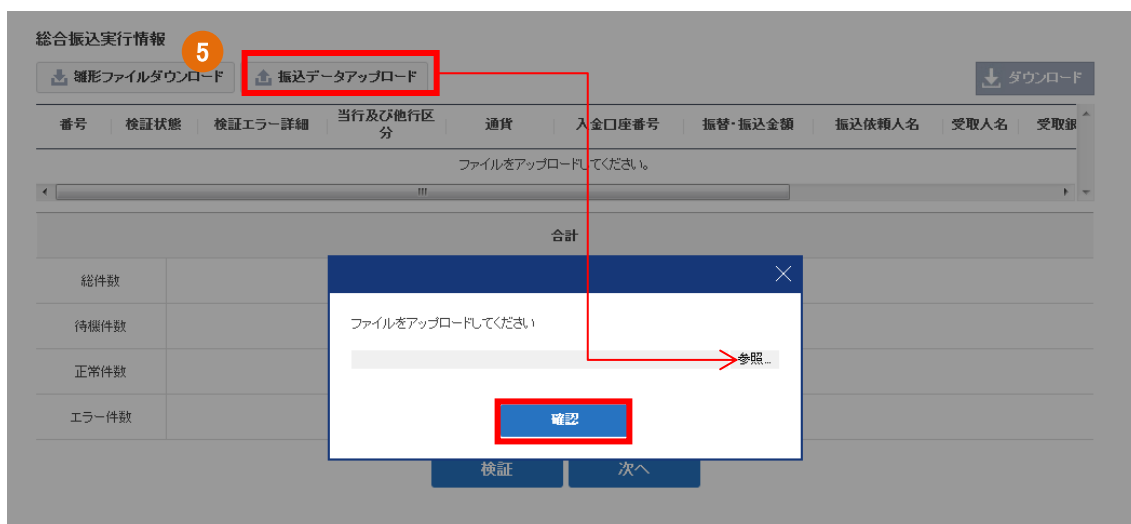 総合振込実行情報
5
雛形ファイルダウンロード 振込データアップロード ダウンロード
番号 検証状態 検証エラー詳細 当行及び他行区分 通貨 入金口座番号 振替・振込金額 振込依頼人名 受取人名 受取銀
ファイルをアップロードしてください。
合計
総件数
待機件数
ファイルをアップロードしてください
参照...
正常件数
エラー件数
確認
検証 次へ